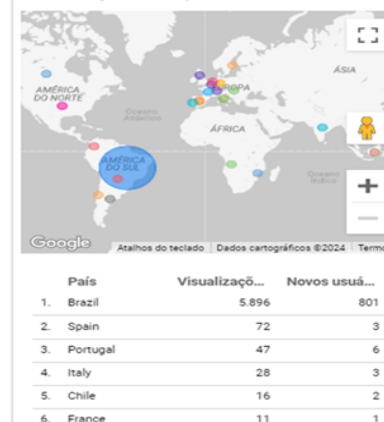 AMÉRICA
DO NORTE
Oceano
Atlântico
EUROPA
ÁSIA
ÁFRICA
AMÉRICA
DO SUL
Oceano
Índico
Google
Atalhos do teclado
Dados cartográficos ©2024
Termo
País Visualizaçõ... Novos usuá...
1. Brazil 5.896 801
2. Spain 72 3
3. Portugal 47 6
4. Italy 28 3
5. Chile 16 2
6. France 11 1